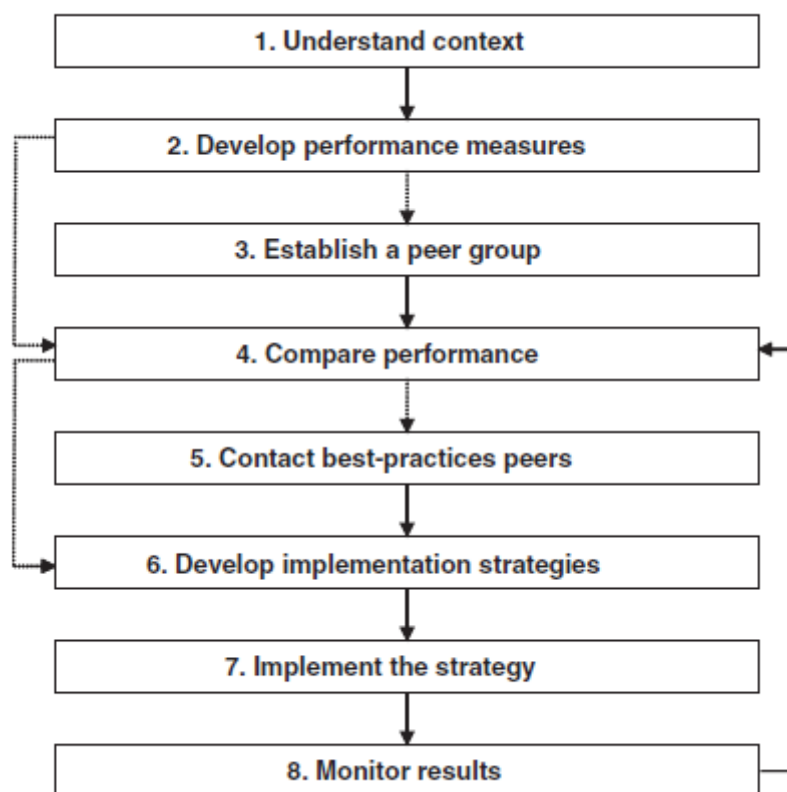 1. Understand context
2. Develop performance measures
3. Establish a peer group
4. Compare performance
5. Contact best-practices peers
6. Develop implementation strategies
7. Implement the strategy
8. Monitor results